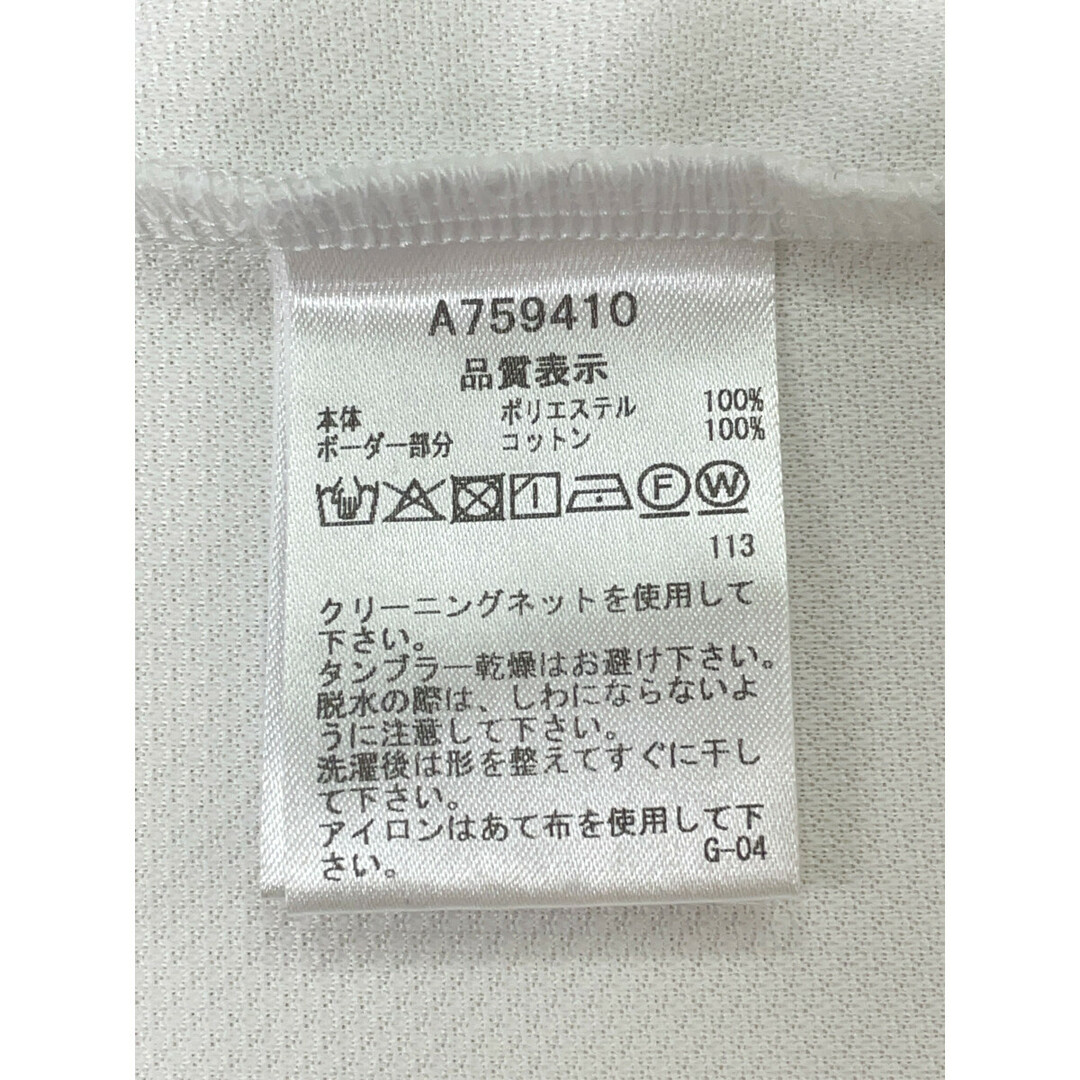 A759410
品質表示
本体 ポリエステル 100%
ボーダー部分 コットン 100%
F W
113
クリーニングネットを使用して
下さい。
タンブラー乾燥はお避け下さい。
脱水の際は、しわにならないよ
うに注意して下さい。
洗濯後は形を整えてすぐに干し
て下さい。
アイロンはあて布を使用して下
さい。
G-04